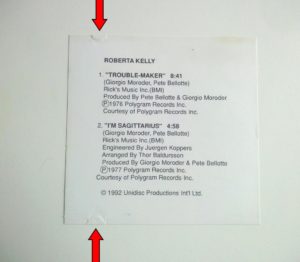 ROBERTA KELLY
1. "TROUBLE-MAKER" 8:41
(Giorgio Moroder, Pete Bellotte)
Rick's Music Inc.(BMI)
Produced By Pete Bellotte & Giorgio Moroder
Ⓟ1976 Polygram Records Inc.
Courtesy of Polygram Records Inc.
2. "I'M SAGITTARIUS" 4:58
(Giorgio Moroder, Pete Bellotte)
Rick's Music Inc.(BMI)
Engineered By Juergen Koppers
Arranged By Thor Baldursson
Produced By Giorgio Moroder & Pete Bellotte
Ⓟ1977 Polygram Records Inc.
Courtesy of Polygram Records Inc.
© 1992 Unidisc Productions Int'l Ltd.